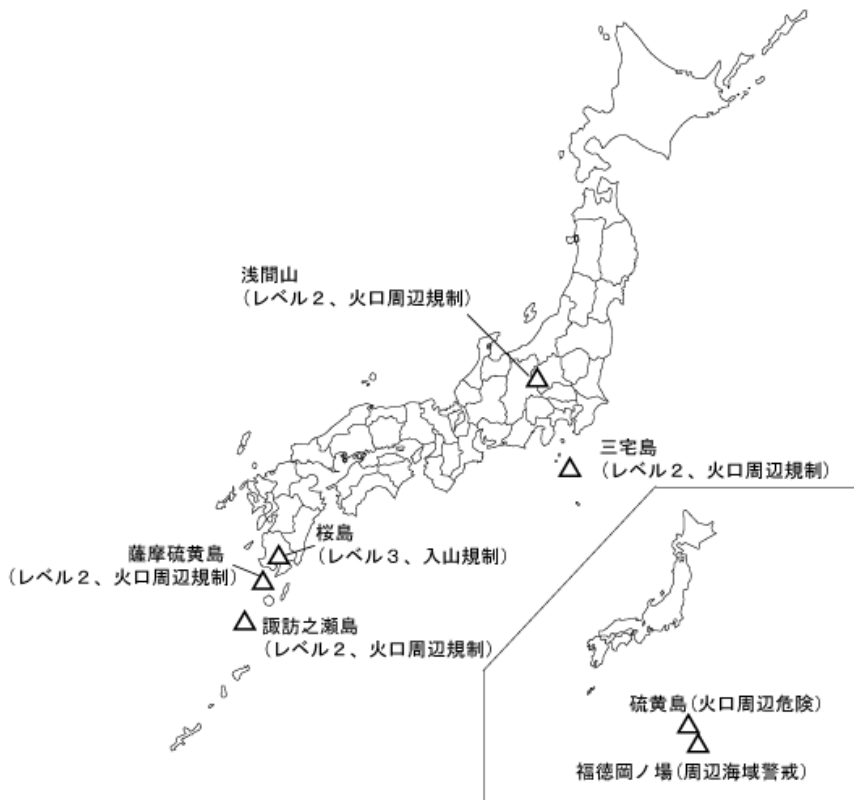 浅間山
（レベル２、火口周辺規制）
三宅島
（レベル２、火口周辺規制）
桜島
（レベル３、入山規制）
薩摩硫黄島
（レベル２、火口周辺規制）
諏訪之瀬島
（レベル２、火口周辺規制）
硫黄島（火口周辺危険）
福徳岡ノ場（周辺海域警戒）